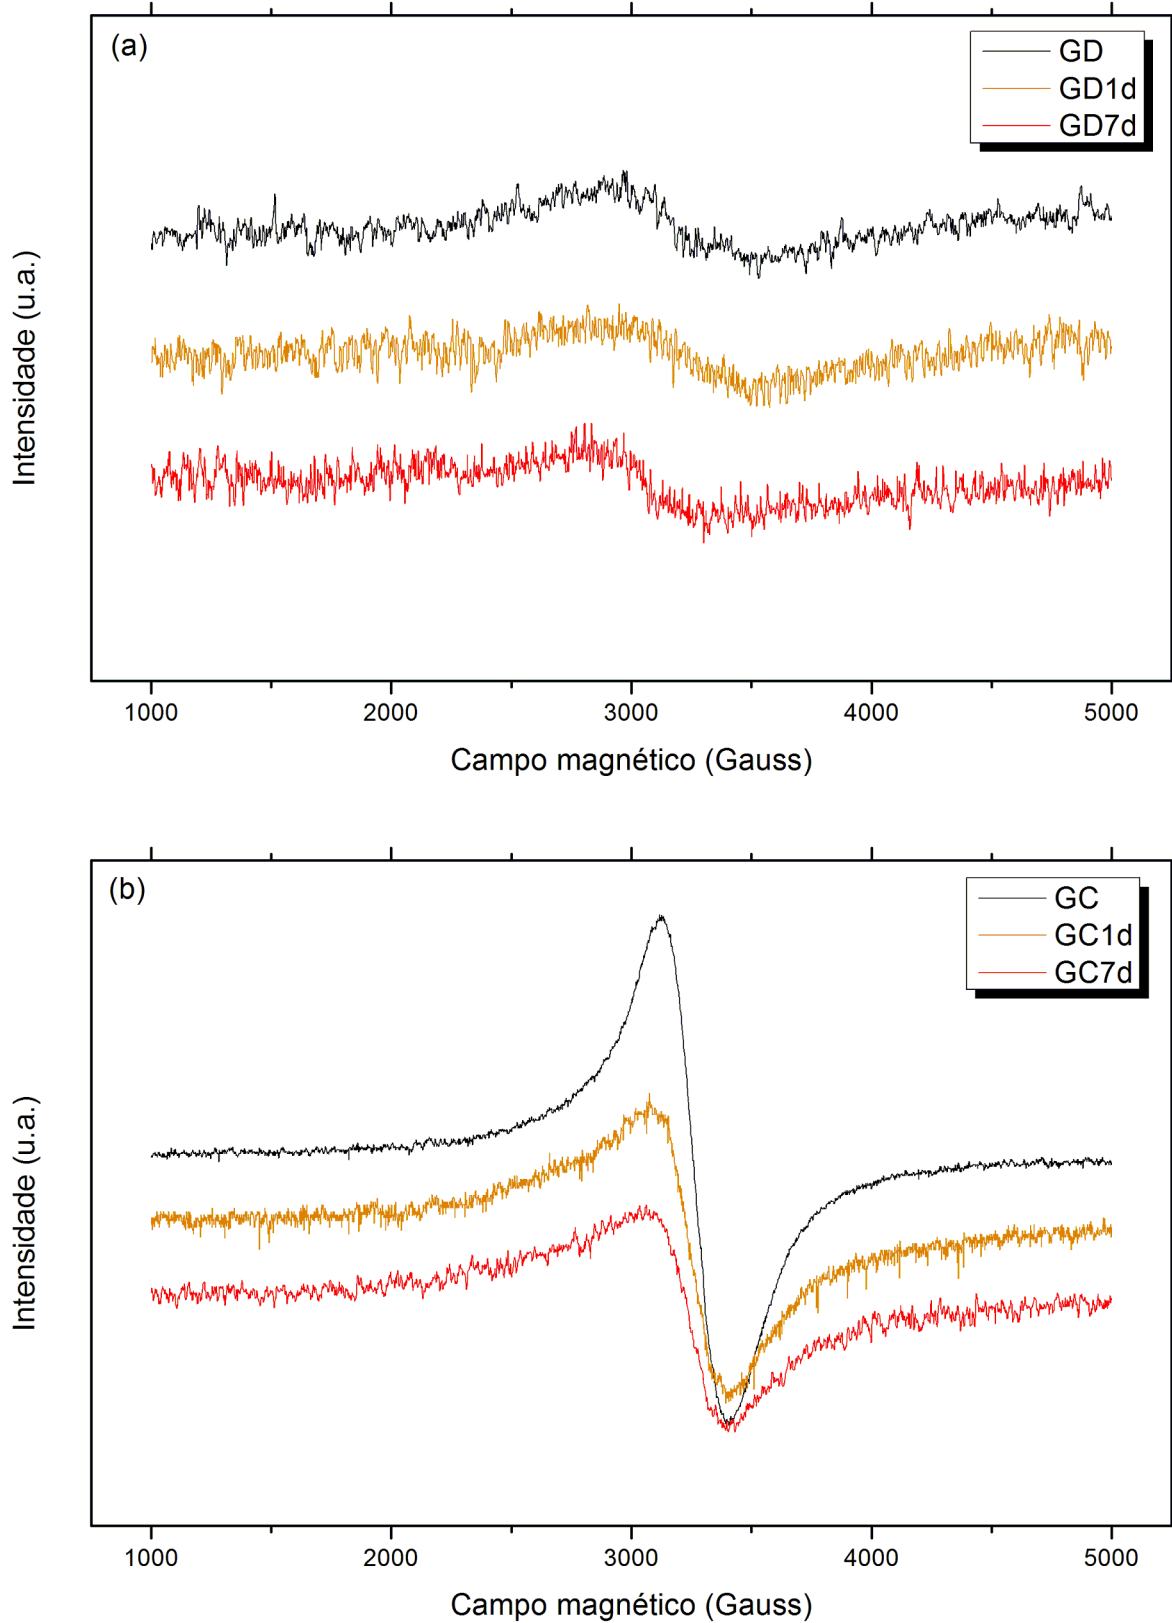 (a)
GD
GD1d
GD7d
Intensidade (u.a.)
1000 2000 3000 4000 5000
Campo magnético (Gauss)
(b)
GC
GC1d
GC7d
Intensidade (u.a.)
1000 2000 3000 4000 5000
Campo magnético (Gauss)